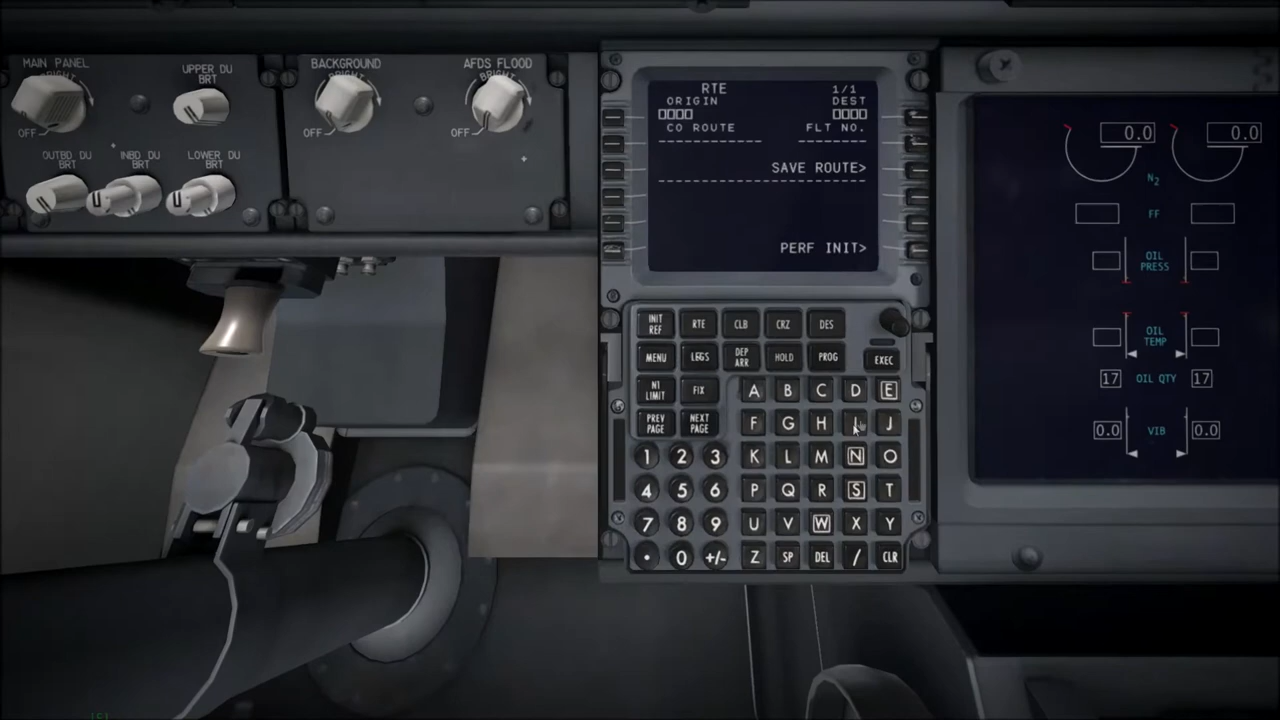 MAIN PANEL
BRIGHT
OFF
UPPER DU
BRT
OUTBD DU
BRT
INBD DU
BRT
LOWER DU
BRT
BACKGROUND
BRIGHT
OFF
AFDS FLOOD
BRIGHT
OFF
RTE 1/1
ORIGIN DEST
□□□□ □□□□
CO ROUTE FLT NO.
---------- --------
SAVE ROUTE>
PERF INIT>
INIT REF RTE CLB CRZ DES
MENU LEGS DEP ARR HOLD PROG EXEC
N1 LIMIT FIX A B C D E
PREV PAGE NEXT PAGE F G H I J
1 2 3 K L M N O
4 5 6 P Q R S T
7 8 9 U V W X Y
. 0 +/- Z SP DEL / CLR
0.0 0.0
N2
FF
OIL PRESS
OIL TEMP
17 OIL QTY 17
0.0 VIB 0.0